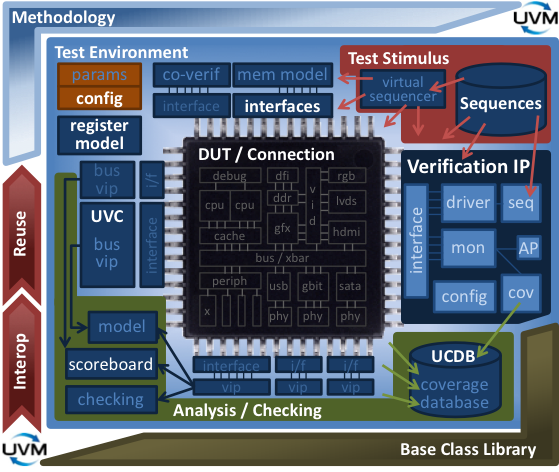 Methodology
UVM
Test Environment
params
config
register
model
co-verif
mem model
interface
interfaces
Test Stimulus
virtual
sequencer
Sequences
bus
vip
i/f
UVC
bus
vip
interface
DUT / Connection
debug
dfi
rgb
cpu
cpu
ddr
vid
lvds
gfx
hdmi
cache
bus / xbar
periph
usb
gbit
sata
x
phy
phy
phy
Verification IP
interface
driver
seq
mon
AP
config
cov
Reuse
Interop
model
scoreboard
checking
interface
i/f
i/f
vip
vip
vip
Analysis / Checking
UCDB
coverage
database
UVM
Base Class Library